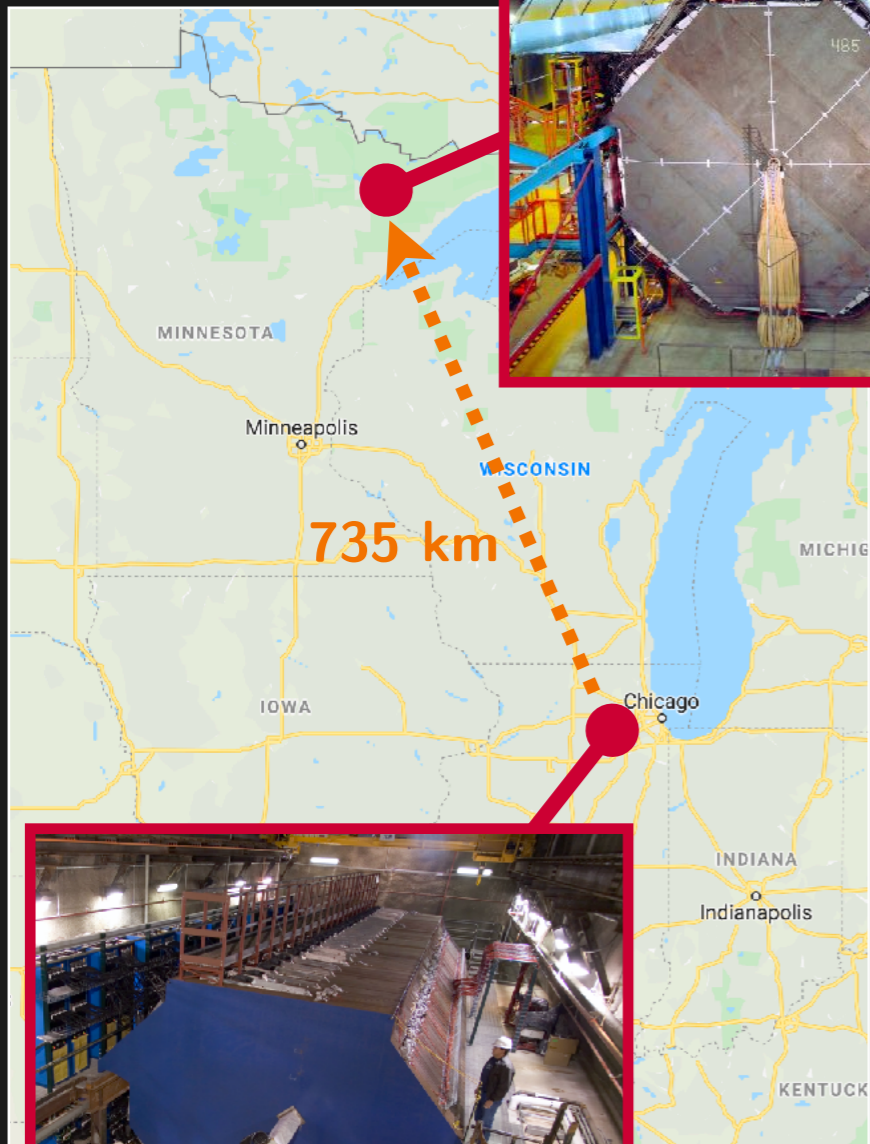 485
MINNESOTA
Minneapolis
WISCONSIN
735 km
MICHIG
Chicago
IOWA
INDIANA
Indianapolis
KENTUCK